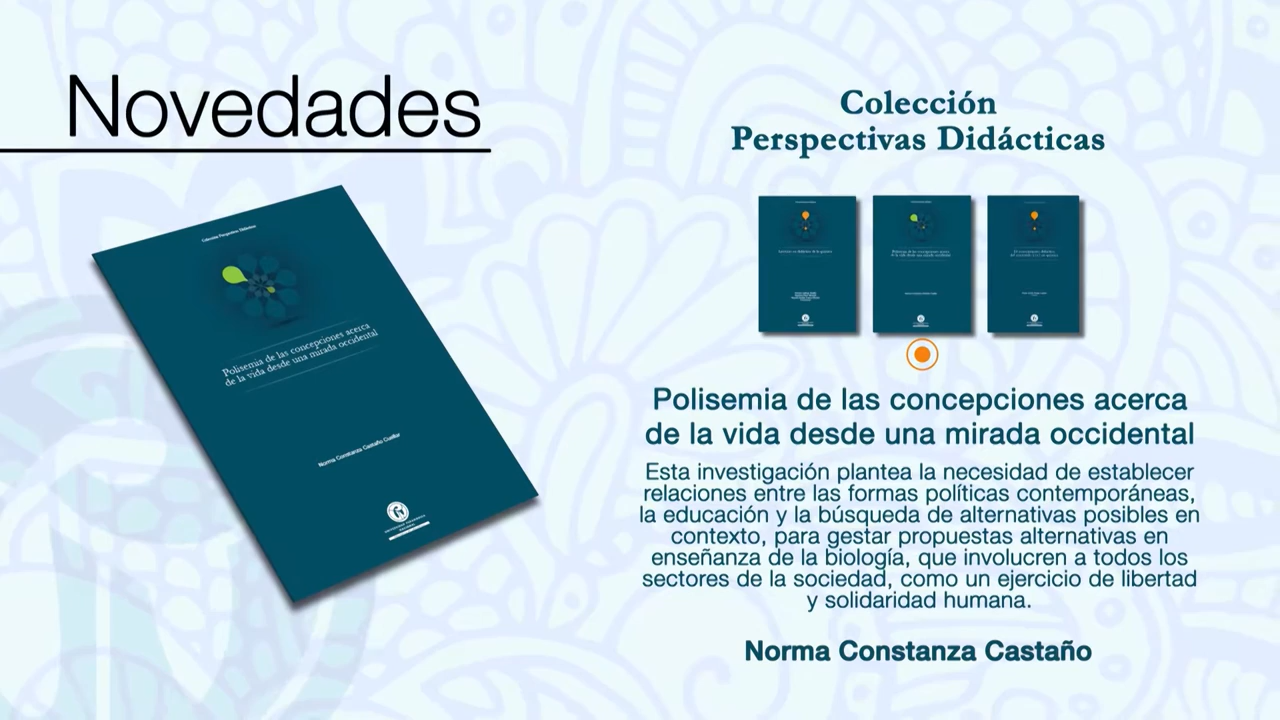 Novedades
Colección Perspectivas Didácticas
Polisemia de las concepciones acerca
de la vida desde una mirada occidental
Norma Constanza Castaño Cuellar
Colección
Perspectivas Didácticas
Polisemia de las concepciones acerca
de la vida desde una mirada occidental
Esta investigación plantea la necesidad de establecer
relaciones entre las formas políticas contemporáneas,
la educación y la búsqueda de alternativas posibles en
contexto, para gestar propuestas alternativas en
enseñanza de la biología, que involucren a todos los
sectores de la sociedad, como un ejercicio de libertad
y solidaridad humana.
Norma Constanza Castaño